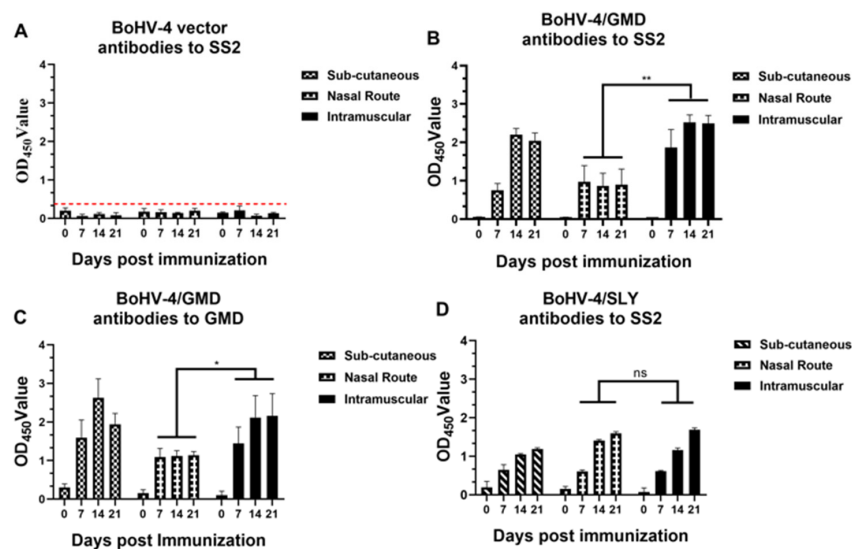 A
BoHV-4 vector
antibodies to SS2
OD450Value
4
3
2
1
0
0 7 14 21 0 7 14 21 0 7 14 21
Days post immunization
Sub-cutaneous
Nasal Route
Intramuscular
B
BoHV-4/GMD
antibodies to SS2
OD450Value
4
3
2
1
0
**
0 7 14 21 0 7 14 21 0 7 14 21
Days post immunization
Sub-cutaneous
Nasal Route
Intramuscular
C
BoHV-4/GMD
antibodies to GMD
OD450Value
4
3
2
1
0
*
0 7 14 21 0 7 14 21 0 7 14 21
Days post Immunization
Sub-cutaneous
Nasal Route
Intramuscular
D
BoHV-4/SLY
antibodies to SS2
OD450Value
4
3
2
1
0
ns
0 7 14 21 0 7 14 21 0 7 14 21
Days post immunization
Sub-cutaneous
Nasal Route
Intramuscular